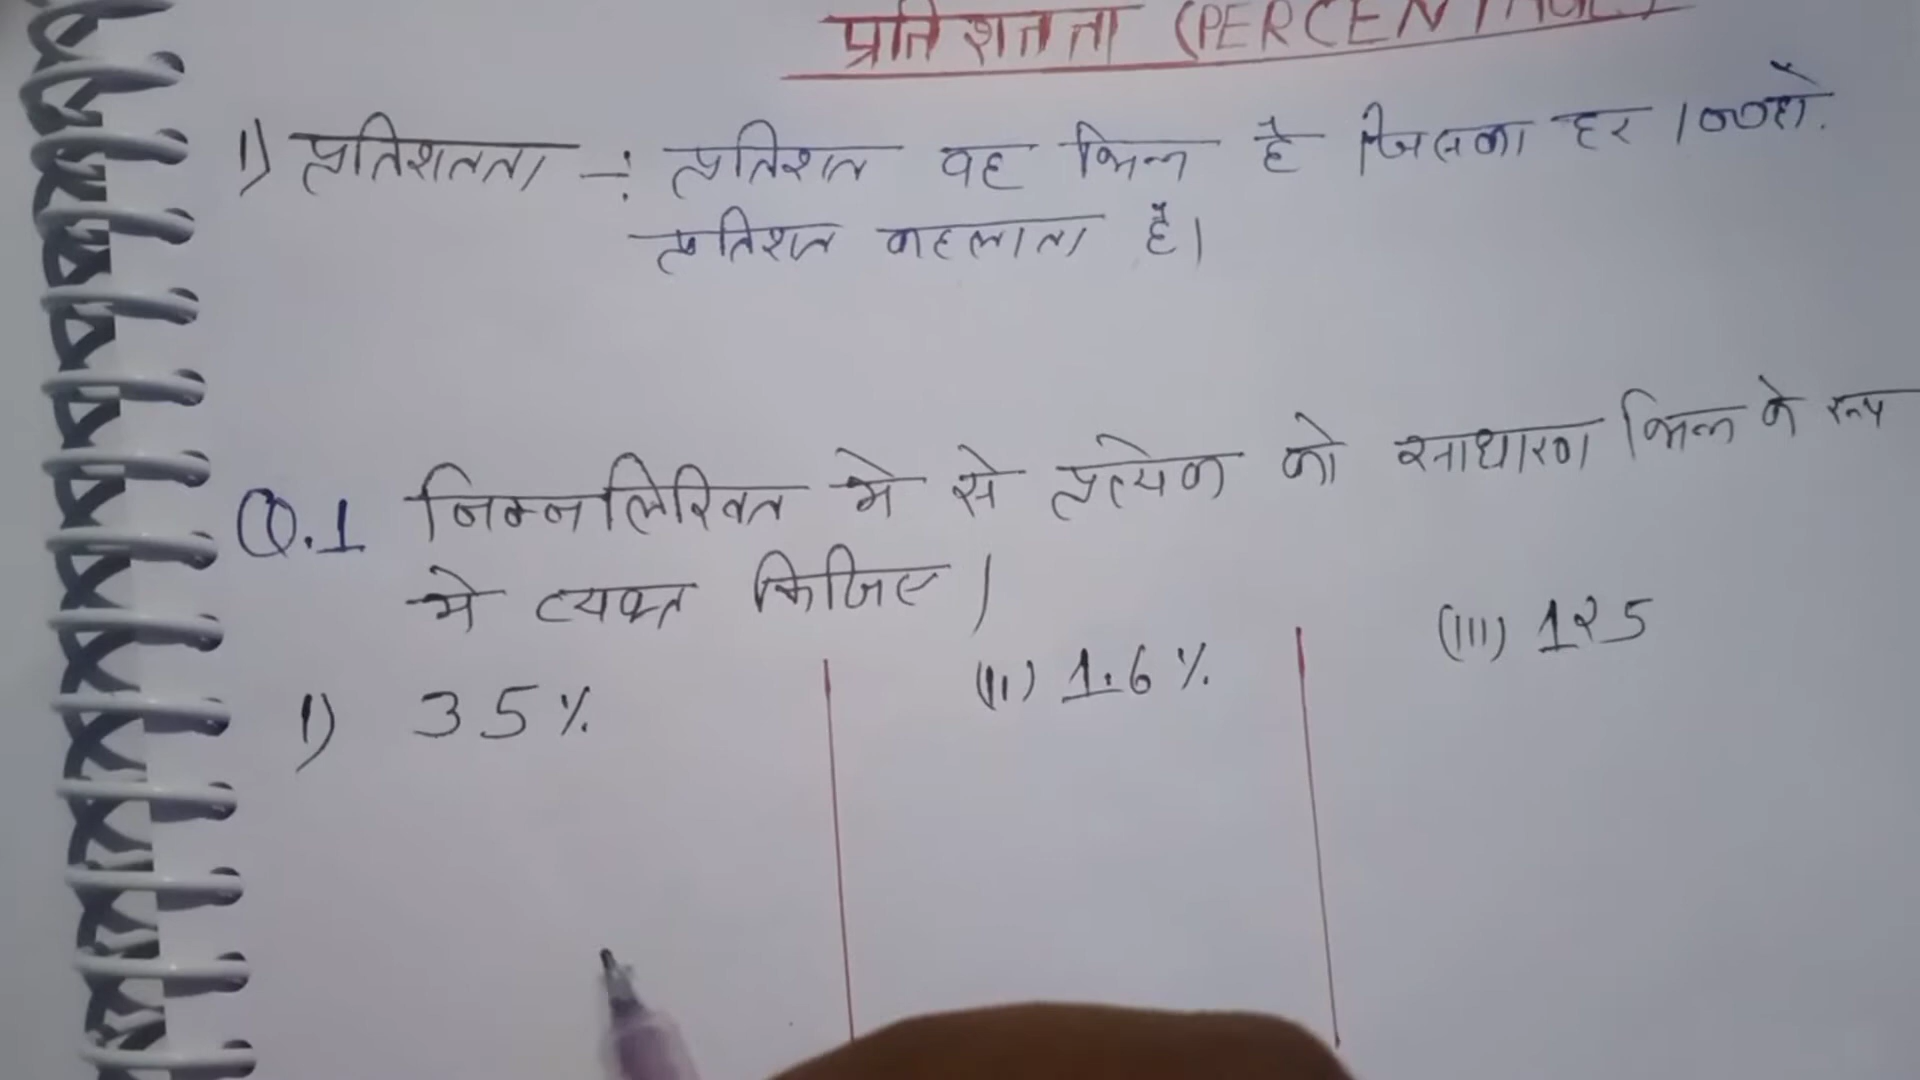 प्रतिशतता (PERCENTAGE)
1) प्रतिशतता -: प्रतिशत वह भिन्न है जिसका हर 100 हो.
प्रतिशत कहलाता है।
Q.1 निम्नलिखित मे से प्रत्येक को साधारण भिन्न के रूप
मे व्यक्त किजिए।
1) 35%
(ii) 1.6%
(iii) 125